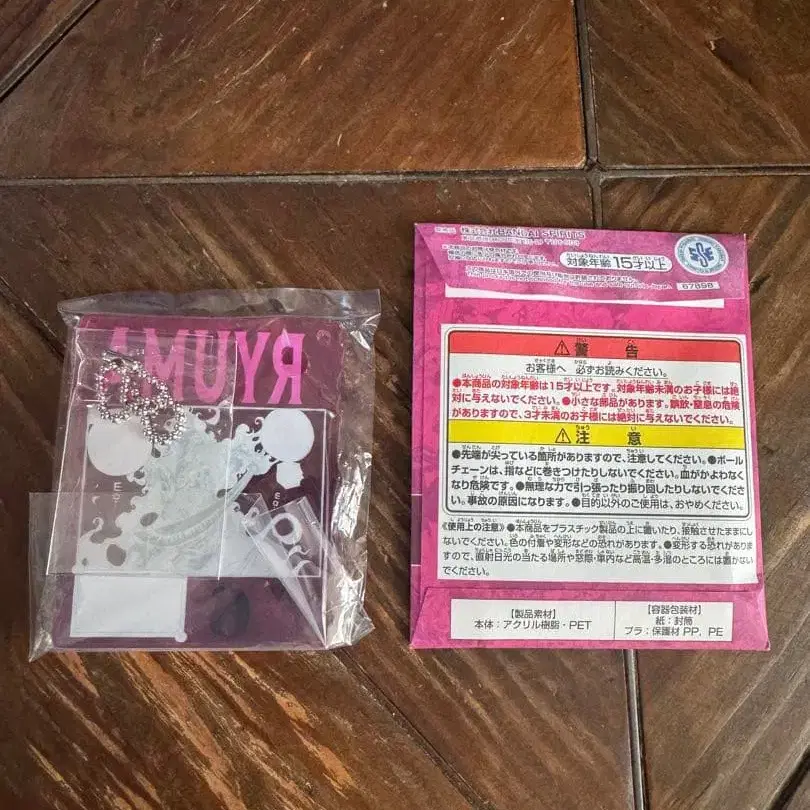 RYUMA
株式会社BANDAI SPIRITS
対象年齢 15才以上
67098
警告
お客様へ 必ずお読みください。
●本商品の対象年齢は15才以上です。対象年齢未満のお子様には絶
対に与えないでください。●小さな部品があります。誤飲・窒息の危険
がありますので、3才未満のお子様には絶対に与えないでください。
注意
●先端が尖っている箇所がありますので、注意してください。●ボール
チェーンは、指などに巻きつけたりしないでください。血がかよわなく
なり危険です。●無理な力で引っ張ったり振り回したりしないでくださ
い。事故の原因になります。●目的以外のご使用は、おやめください。
《使用上の注意》●本商品をプラスチック製品の上に置いたり、接触させたままにし
ないでください。色の付着や変形などの恐れがあります。●変形する恐れがありま
すので、直射日光の当たる場所や窓際・車内など高温・多湿のところには置かない
でください。
【製品素材】
本体:アクリル樹脂・PET
【容器包装材】
紙:封筒
プラ:保護材 PP, PE